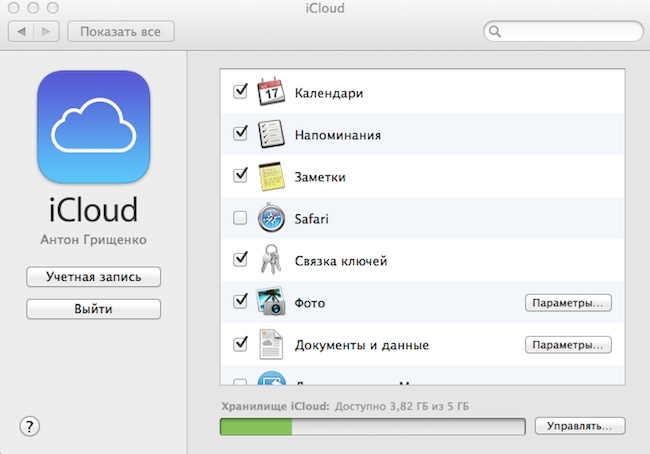 iCloud
Показать все
17
Календари
Напоминания
Заметки
Safari
Связка ключей
Фото
Параметры...
Документы и данные
Параметры...
iCloud
Антон Грищенко
Учетная запись
Выйти
?
Хранилище iCloud: Доступно 3,82 ГБ из 5 ГБ
Управлять...